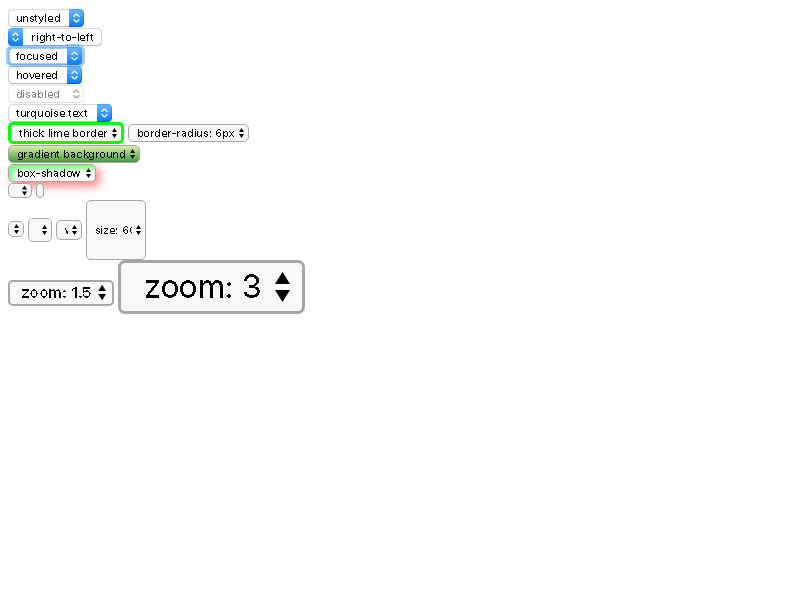 unstyled
right-to-left
focused
hovered
disabled
turquoise text
thick lime border border-radius: 6px
gradient background
box-shadow
size: 60
zoom: 1.5 zoom: 3